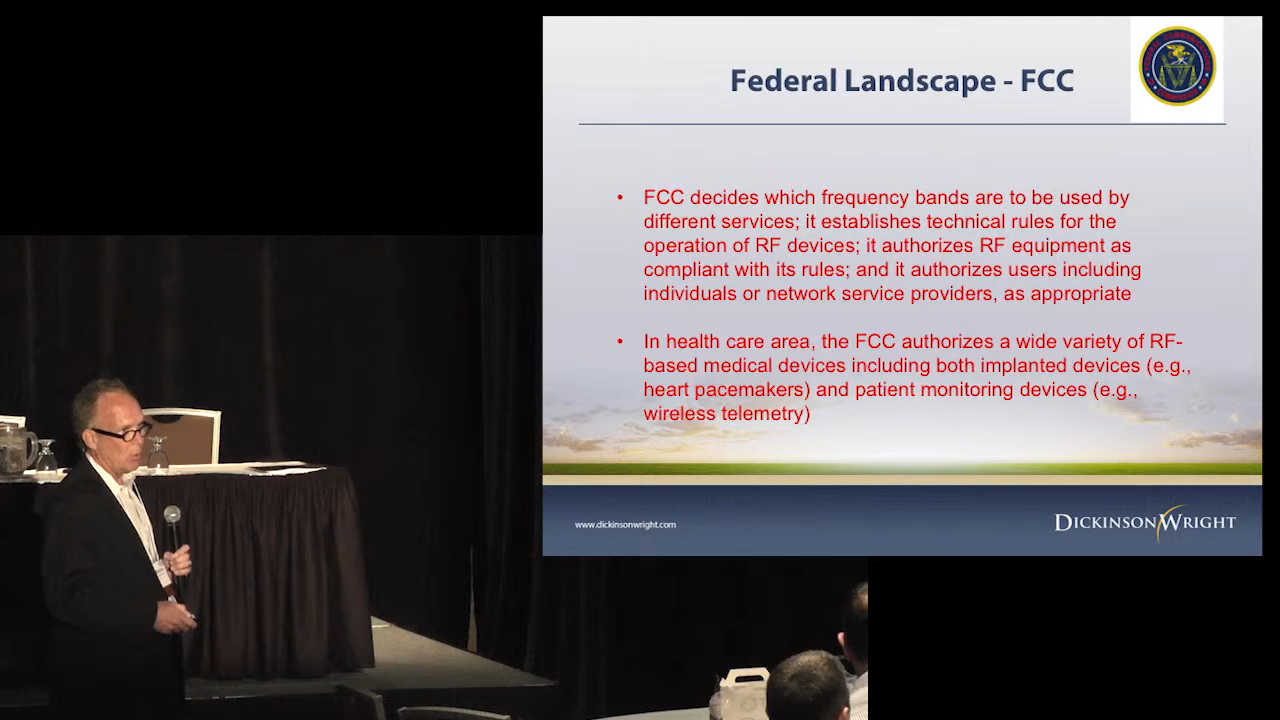 Federal Landscape - FCC
• FCC decides which frequency bands are to be used by
different services; it establishes technical rules for the
operation of RF devices; it authorizes RF equipment as
compliant with its rules; and it authorizes users including
individuals or network service providers, as appropriate
• In health care area, the FCC authorizes a wide variety of RF-
based medical devices including both implanted devices (e.g.,
heart pacemakers) and patient monitoring devices (e.g.,
wireless telemetry)
www.dickinsonwright.com
DICKINSON WRIGHT